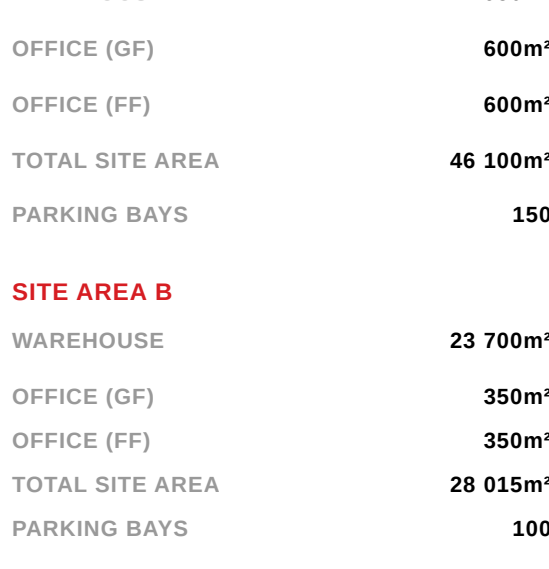 OFFICE (GF) 600m²
OFFICE (FF) 600m²
TOTAL SITE AREA 46 100m²
PARKING BAYS 150
SITE AREA B
WAREHOUSE 23 700m²
OFFICE (GF) 350m²
OFFICE (FF) 350m²
TOTAL SITE AREA 28 015m²
PARKING BAYS 100